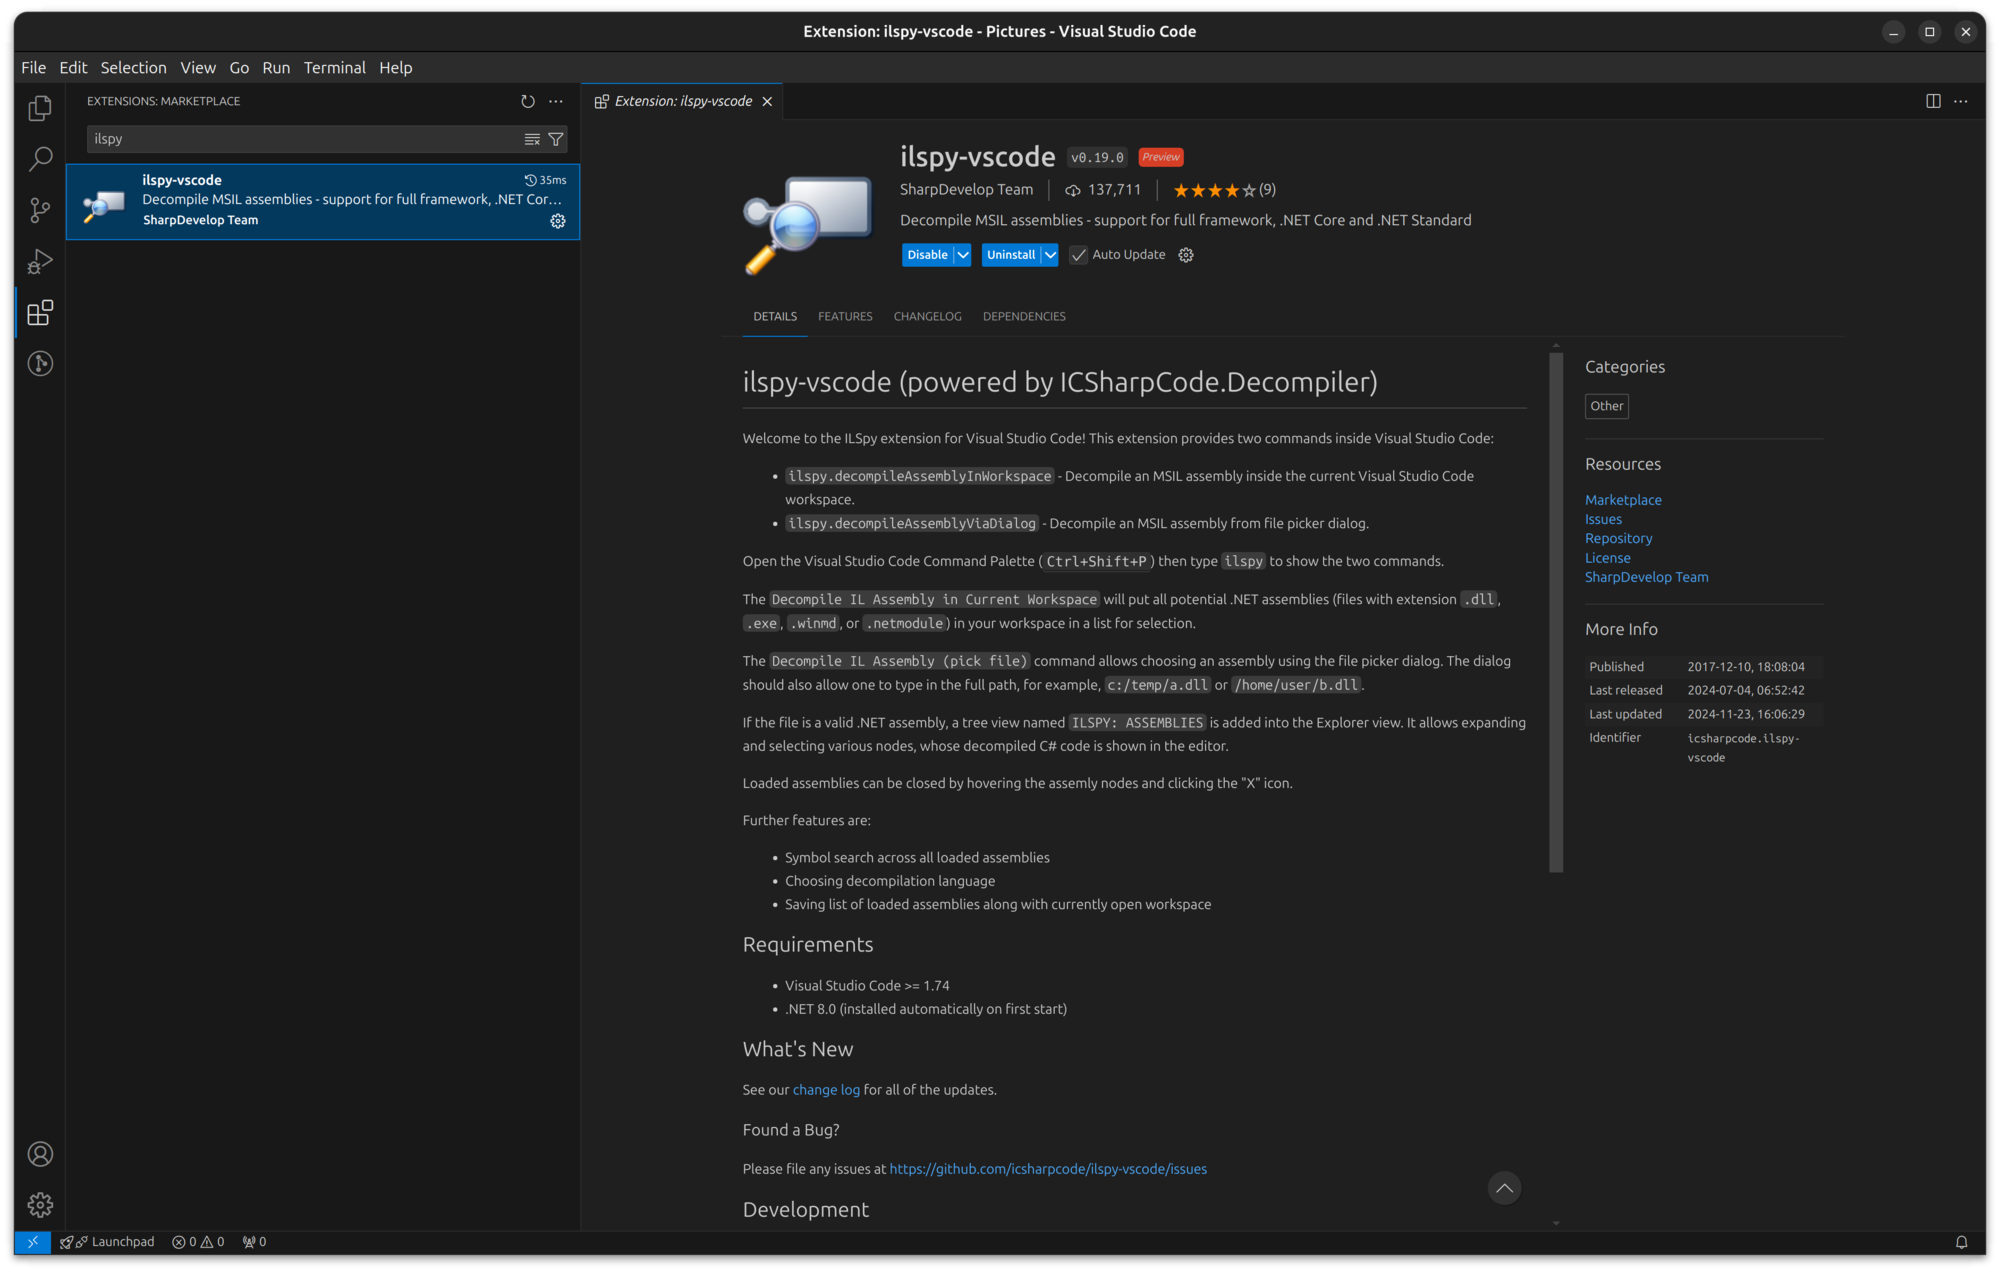 Extension: ilspy-vscode - Pictures - Visual Studio Code
File Edit Selection View Go Run Terminal Help
EXTENSIONS: MARKETPLACE
ilspy
ilspy-vscode 35ms
Decompile MSIL assemblies - support for full framework, .NET Cor...
SharpDevelop Team
Extension: ilspy-vscode
ilspy-vscode v0.19.0 Preview
SharpDevelop Team 137,711 (9)
Decompile MSIL assemblies - support for full framework, .NET Core and .NET Standard
Disable Uninstall Auto Update
DETAILS FEATURES CHANGELOG DEPENDENCIES
ilspy-vscode (powered by ICSharpCode.Decompiler)
Welcome to the ILSpy extension for Visual Studio Code! This extension provides two commands inside Visual Studio Code:
• ilspy.decompileAssemblyInWorkspace - Decompile an MSIL assembly inside the current Visual Studio Code
workspace.
• ilspy.decompileAssemblyViaDialog - Decompile an MSIL assembly from file picker dialog.
Open the Visual Studio Code Command Palette (Ctrl+Shift+P) then type ilspy to show the two commands.
The Decompile IL Assembly in Current Workspace will put all potential .NET assemblies (files with extension .dll,
.exe, .winmd, or .netmodule) in your workspace in a list for selection.
The Decompile IL Assembly (pick file) command allows choosing an assembly using the file picker dialog. The dialog
should also allow one to type in the full path, for example, c:/temp/a.dll or /home/user/b.dll.
If the file is a valid .NET assembly, a tree view named ILSPY: ASSEMBLIES is added into the Explorer view. It allows expanding
and selecting various nodes, whose decompiled C# code is shown in the editor.
Loaded assemblies can be closed by hovering the assemly nodes and clicking the "X" icon.
Further features are:
• Symbol search across all loaded assemblies
• Choosing decompilation language
• Saving list of loaded assemblies along with currently open workspace
Requirements
• Visual Studio Code >= 1.74
• .NET 8.0 (installed automatically on first start)
What's New
See our change log for all of the updates.
Found a Bug?
Please file any issues at https://github.com/icsharpcode/ilspy-vscode/issues
Development
Categories
Other
Resources
Marketplace
Issues
Repository
License
SharpDevelop Team
More Info
Published 2017-12-10, 18:08:04
Last released 2024-07-04, 06:52:42
Last updated 2024-11-23, 16:06:29
Identifier icsharpcode.ilspy-
vscode
Launchpad 0 0 0